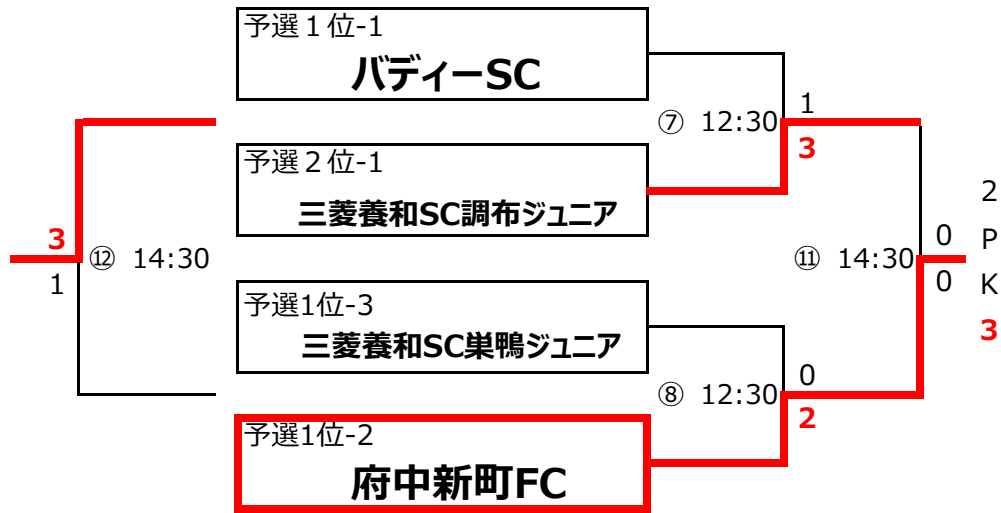 予選１位-1
バディーSC
⑦ 12:30
1
3
予選２位-1
三菱養和SC調布ジュニア
3
⑫ 14:30
1
⑪ 14:30
0
0
2
P
K
3
予選1位-3
三菱養和SC巣鴨ジュニア
⑧ 12:30
0
2
予選1位-2
府中新町FC